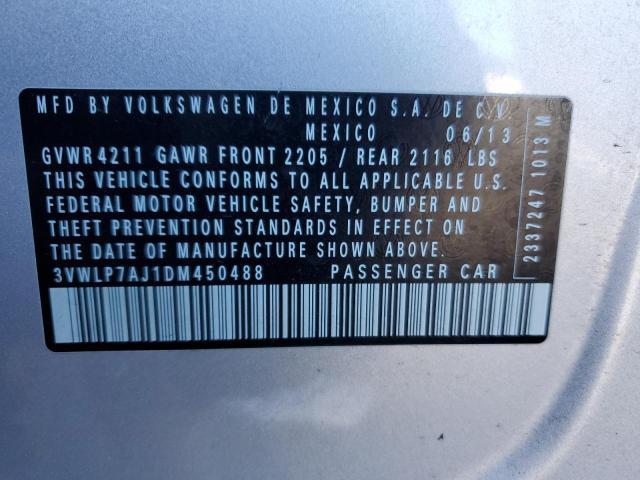 MFD BY VOLKSWAGEN DE MEXICO S.A. DE C.V.
MEXICO 06/13
GVWR 4211 GAWR FRONT 2205 / REAR 2116 LBS
THIS VEHICLE CONFORMS TO ALL APPLICABLE U.S.
FEDERAL MOTOR VEHICLE SAFETY, BUMPER AND
THEFT PREVENTION STANDARDS IN EFFECT ON
THE DATE OF MANUFACTURE SHOWN ABOVE.
3VWLP7AJ1DM450488 PASSENGER CAR
2337247 1013 M